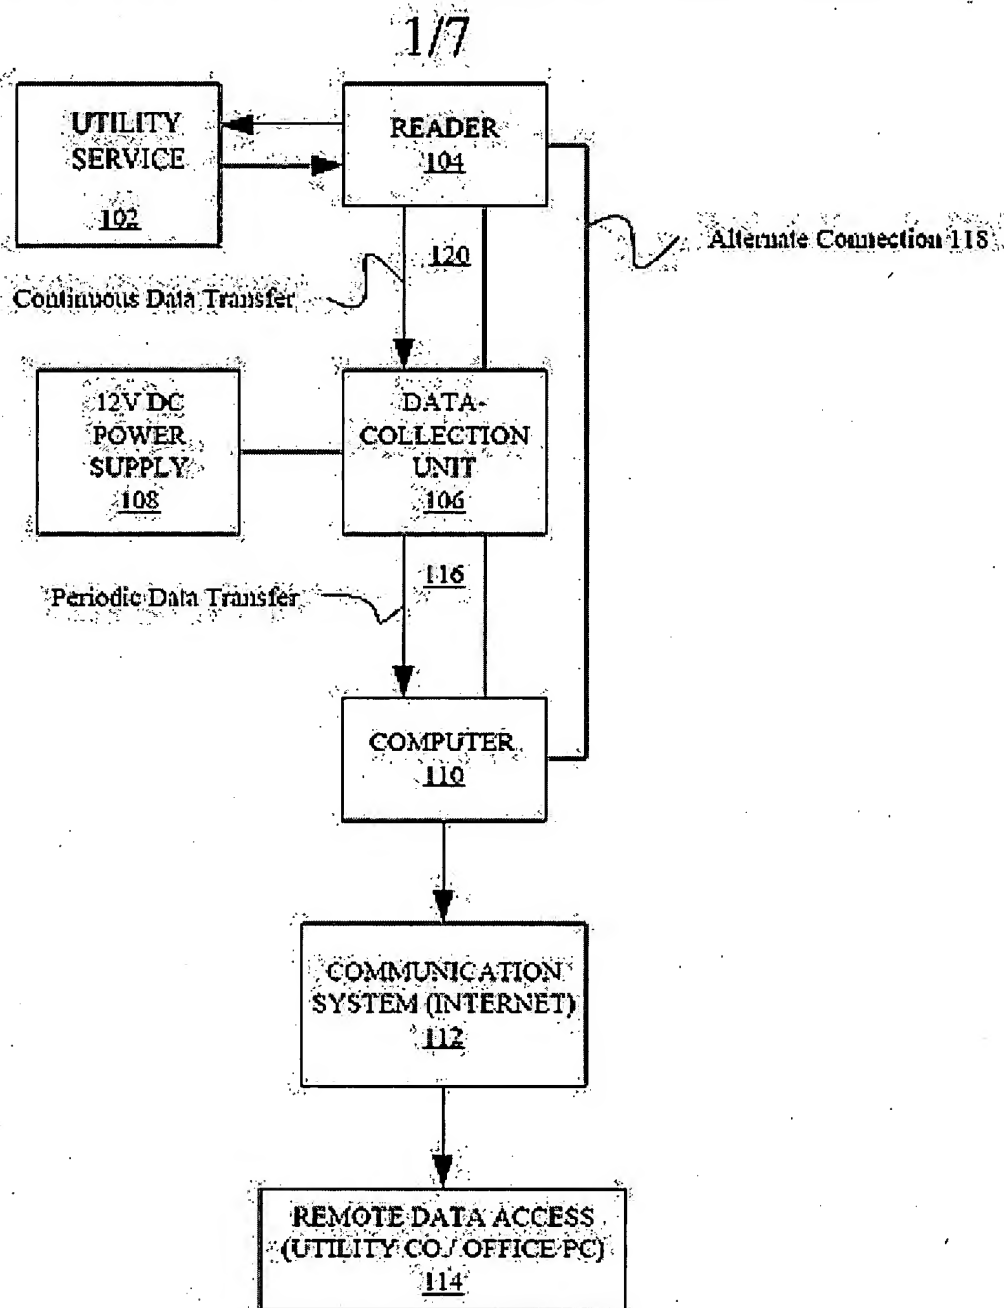 1/7
UTILITY
SERVICE
102
READER
104
Alternate Connection 118
120
Continuous Data Transfer
12V DC
POWER
SUPPLY
108
DATA-
COLLECTION
UNIT
106
116
Periodic Data Transfer
COMPUTER
110
COMMUNICATION
SYSTEM (INTERNET)
112
REMOTE DATA ACCESS
(UTILITY CO./ OFFICE PC)
114